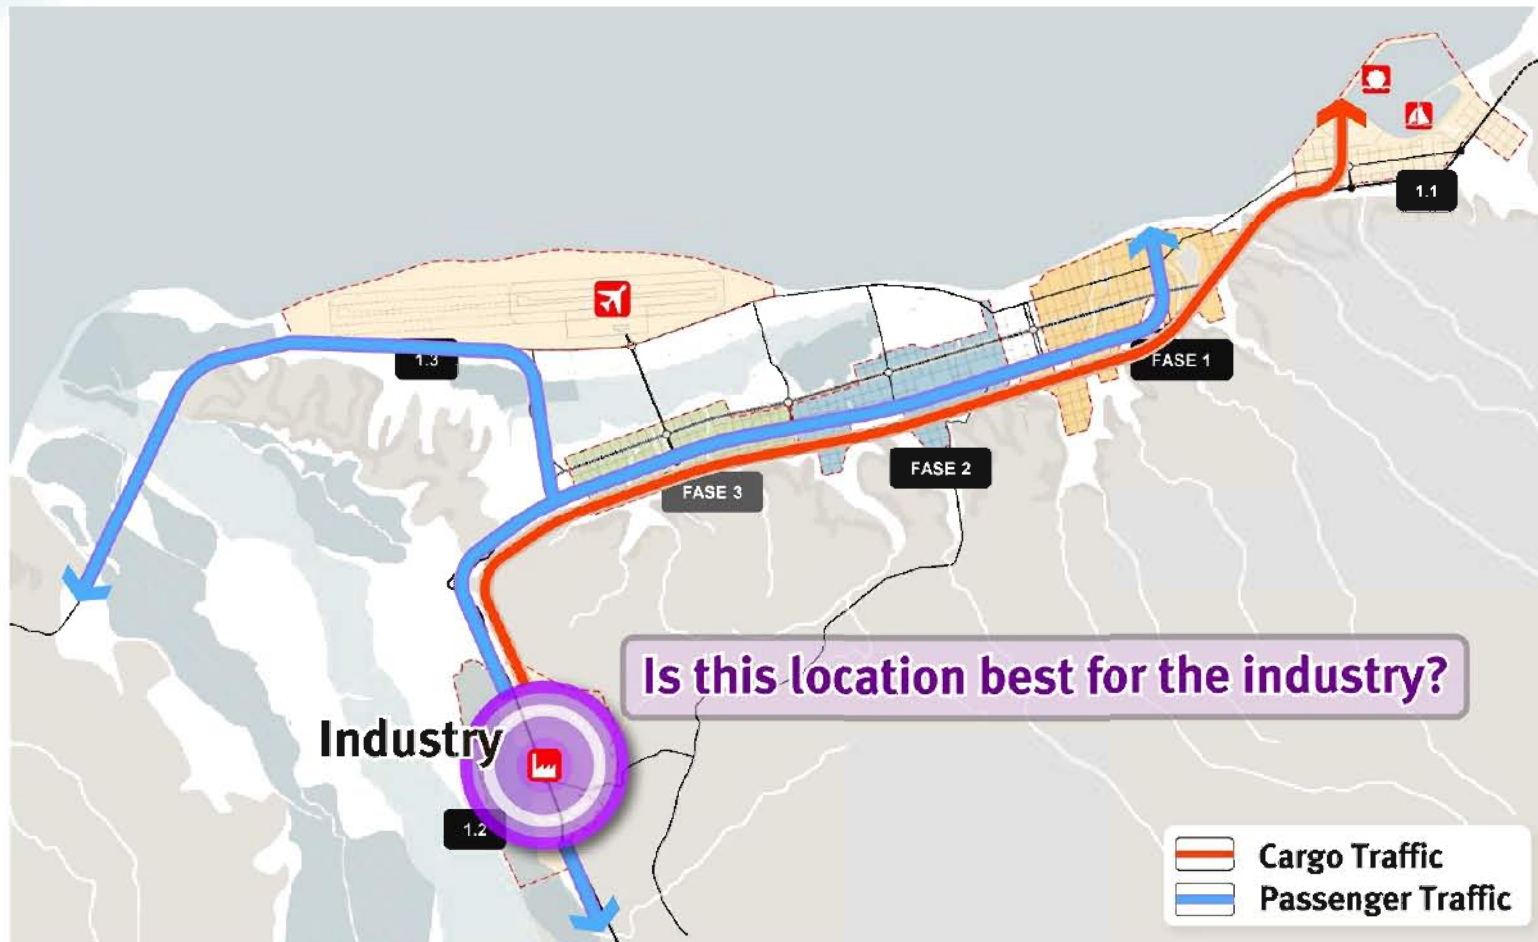 1.1
1.3
FASE 1
FASE 2
FASE 3
Is this location best for the industry?
Industry
1.2
Cargo Traffic
Passenger Traffic